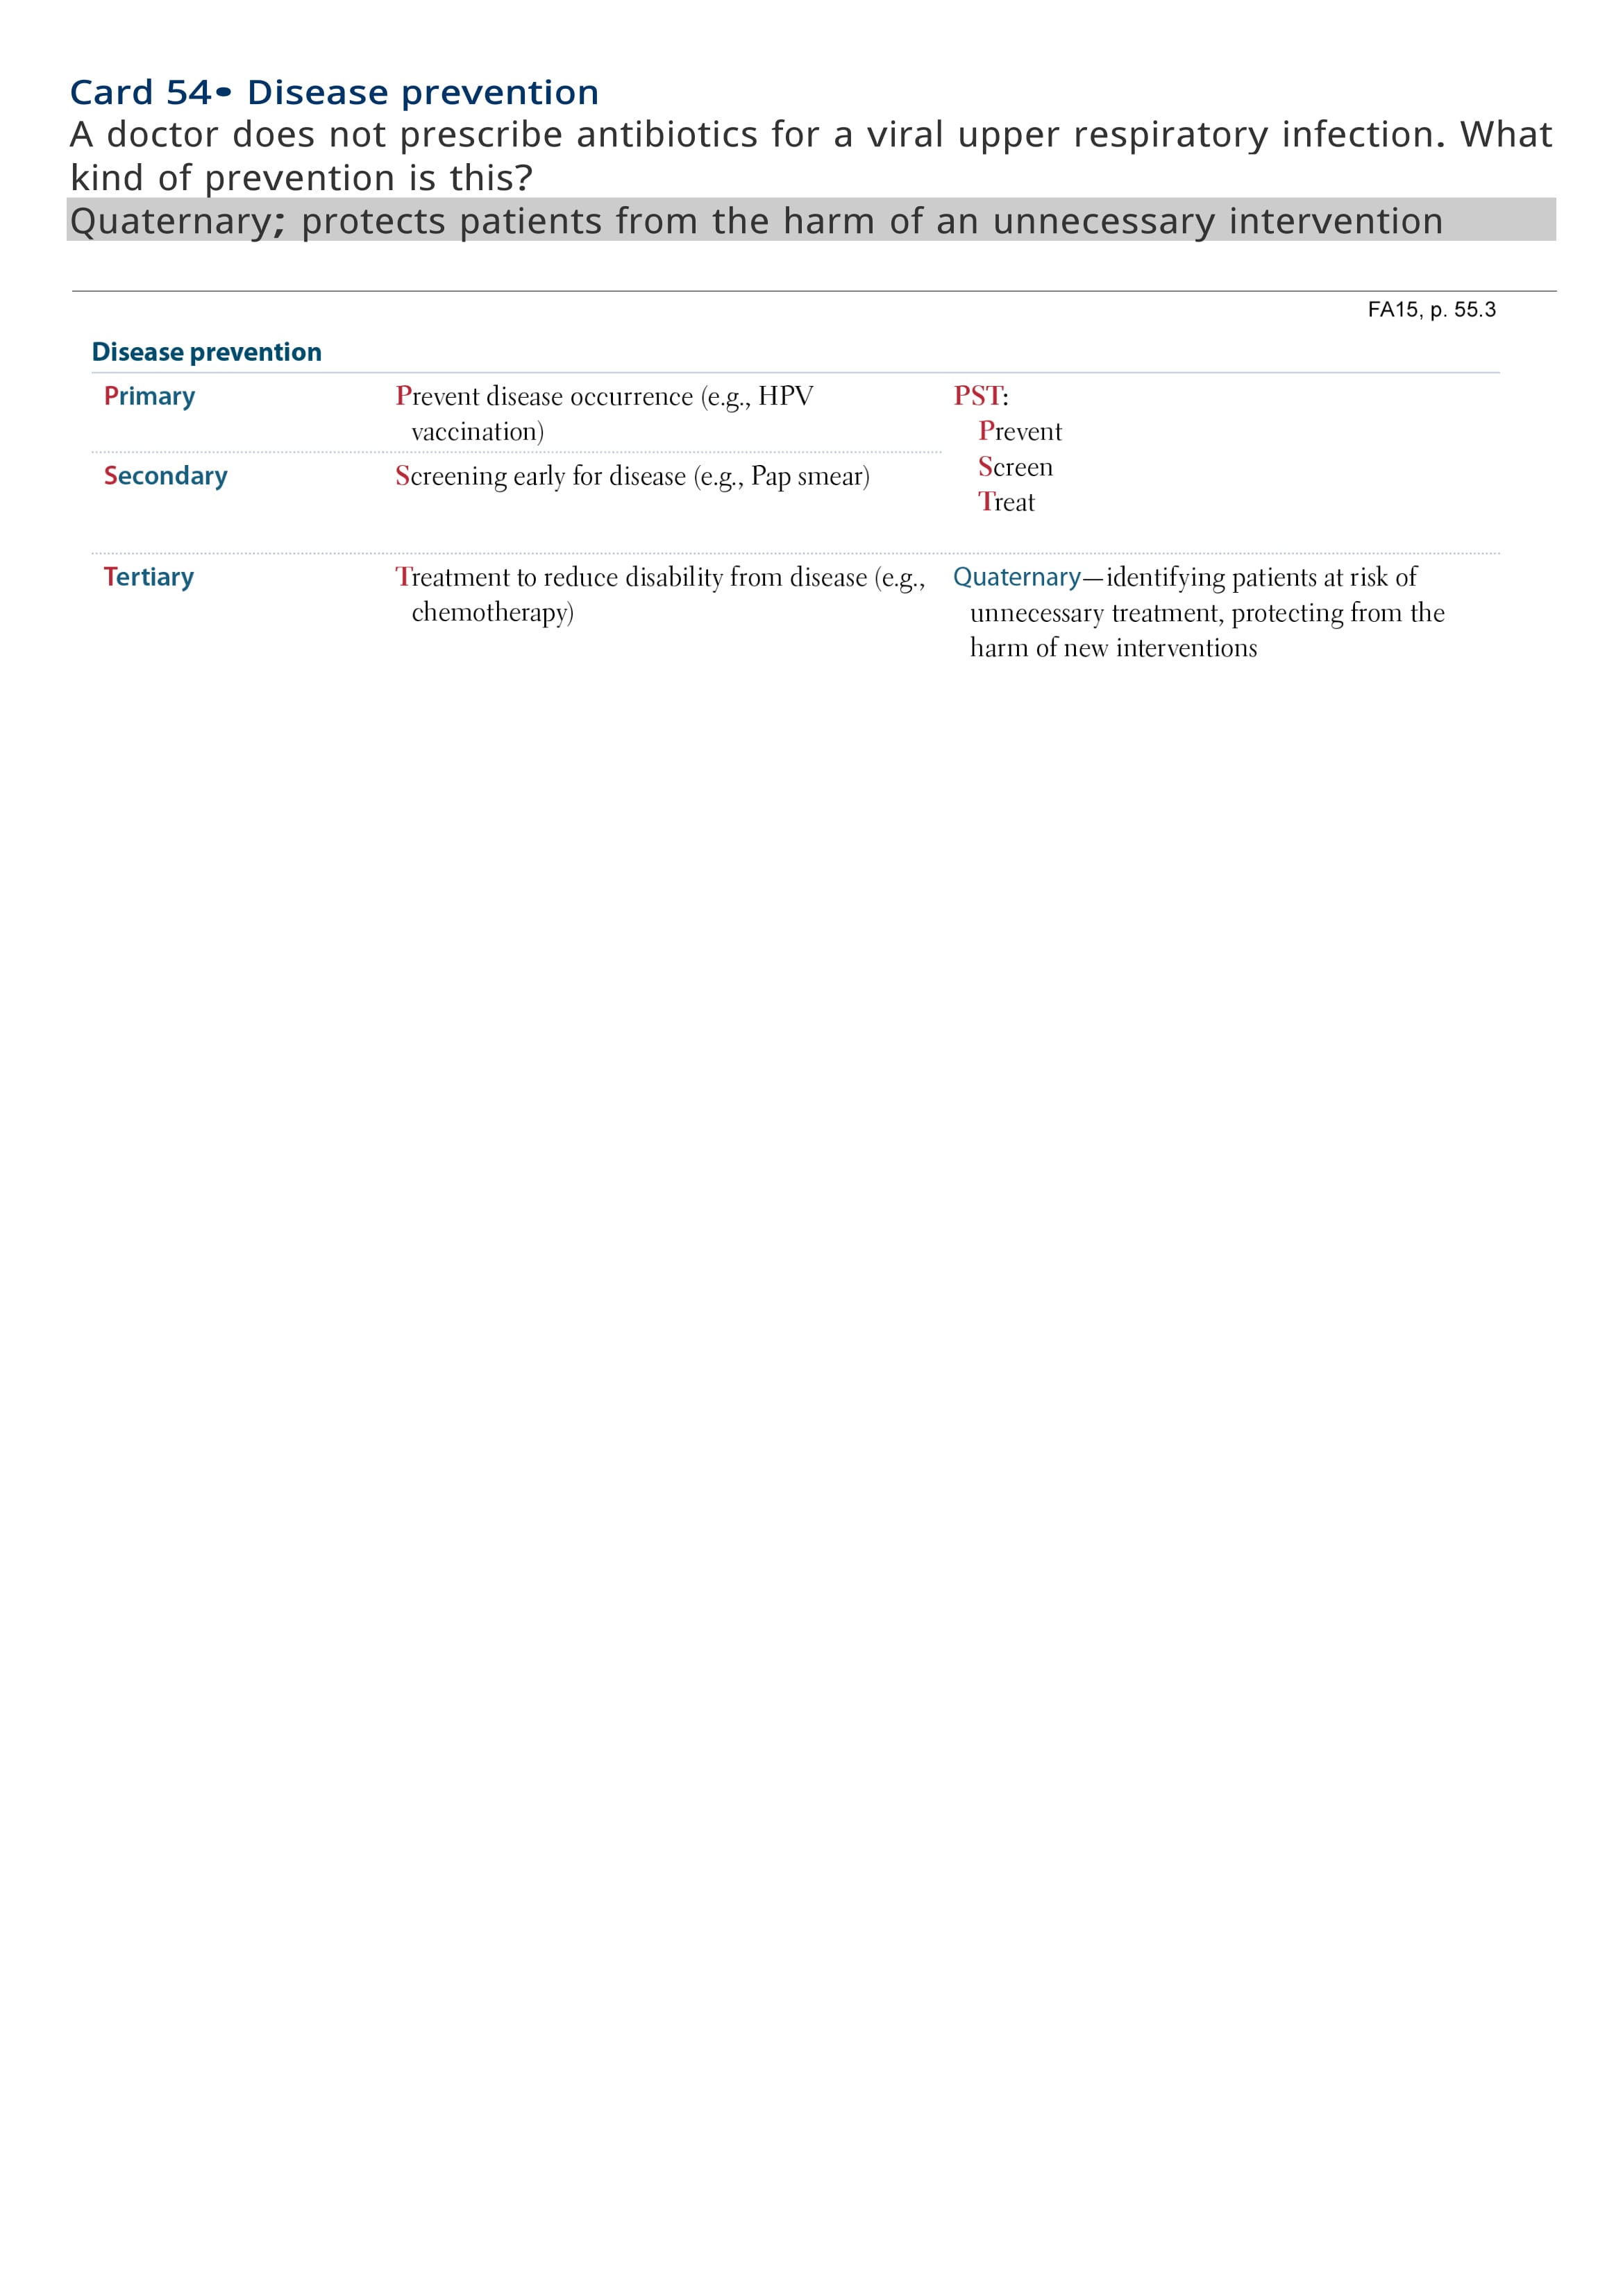 Card 54• Disease prevention
A doctor does not prescribe antibiotics for a viral upper respiratory infection. What
kind of prevention is this?
Quaternary; protects patients from the harm of an unnecessary intervention
FA15, p. 55.3
Disease prevention
Primary
Prevent disease occurrence (e.g., HPV
vaccination)
Secondary
Screening early for disease (e.g., Pap smear)
PST:
Prevent
Screen
Treat
Tertiary
Treatment to reduce disability from disease (e.g.,
chemotherapy)
Quaternary—identifying patients at risk of
unnecessary treatment, protecting from the
harm of new interventions